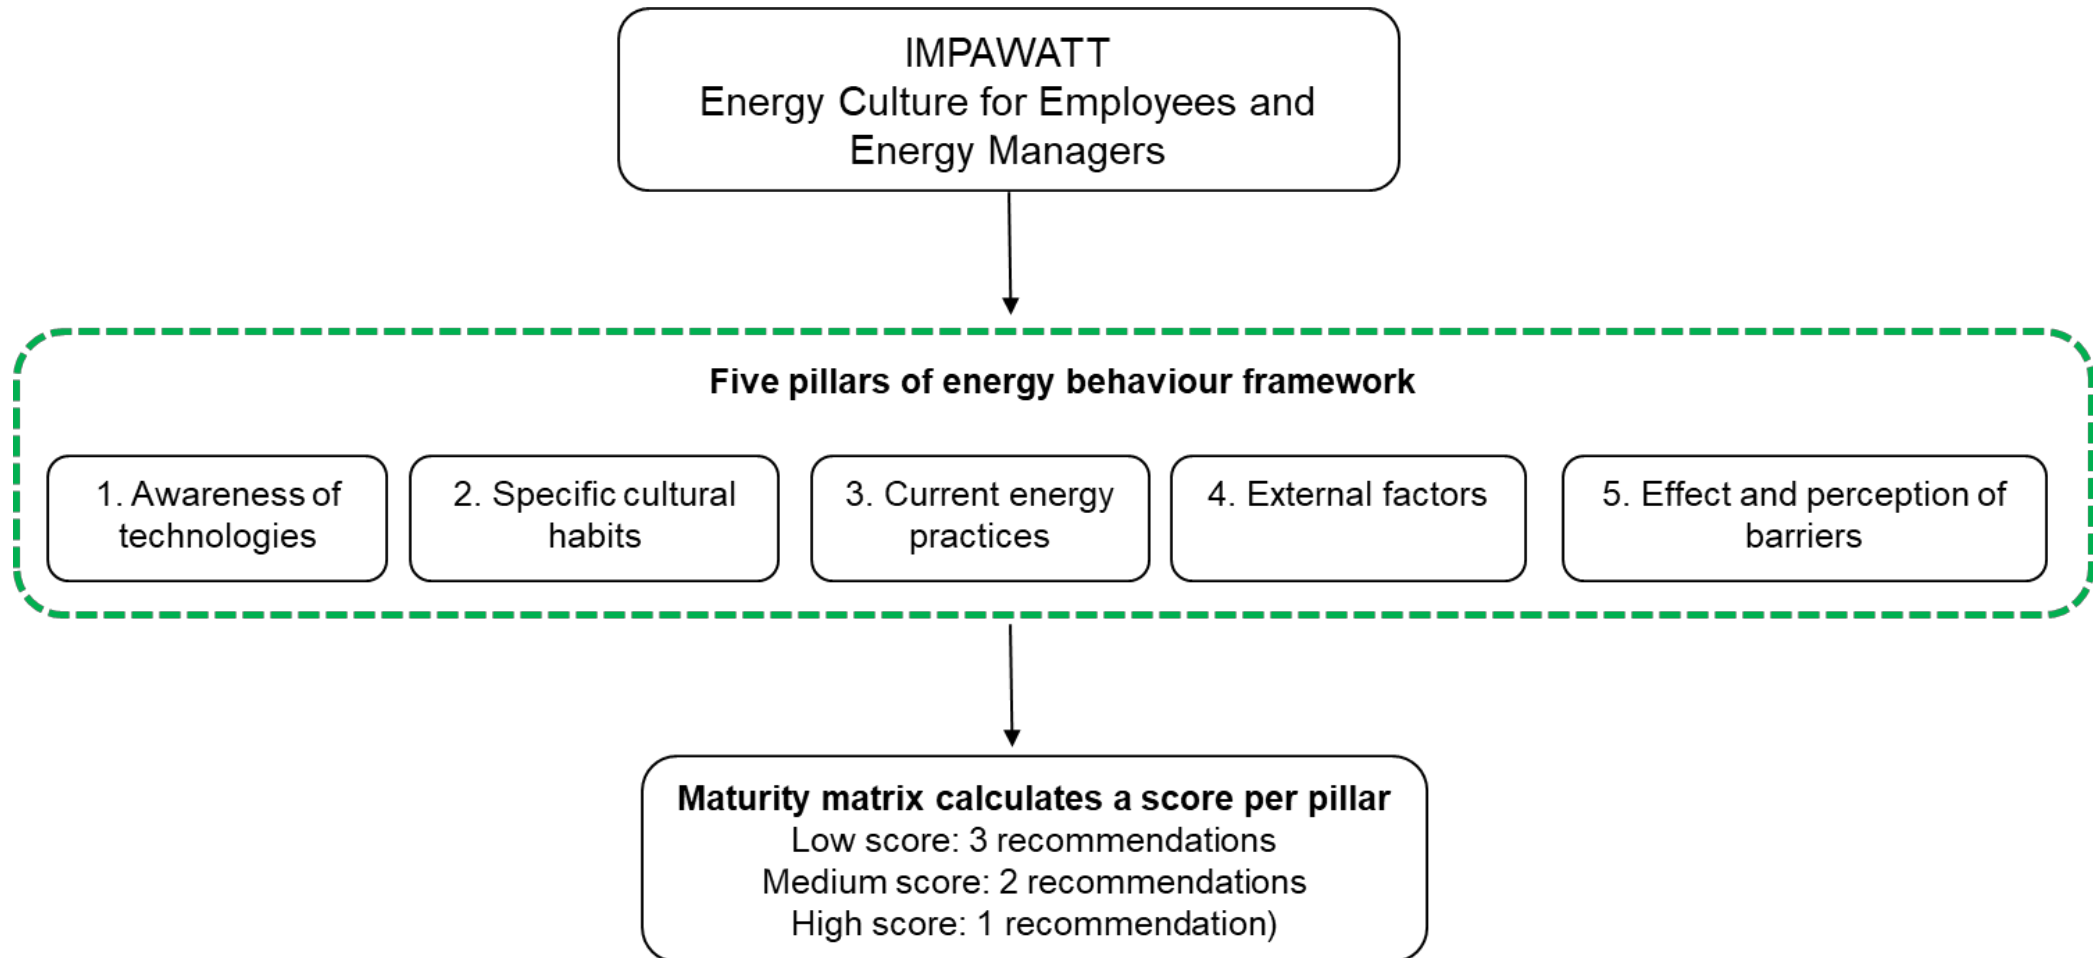 IMPAWATT
Energy Culture for Employees and
Energy Managers
Five pillars of energy behaviour framework
1. Awareness of
technologies
2. Specific cultural
habits
3. Current energy
practices
4. External factors
5. Effect and perception of
barriers
Maturity matrix calculates a score per pillar
Low score: 3 recommendations
Medium score: 2 recommendations
High score: 1 recommendation)